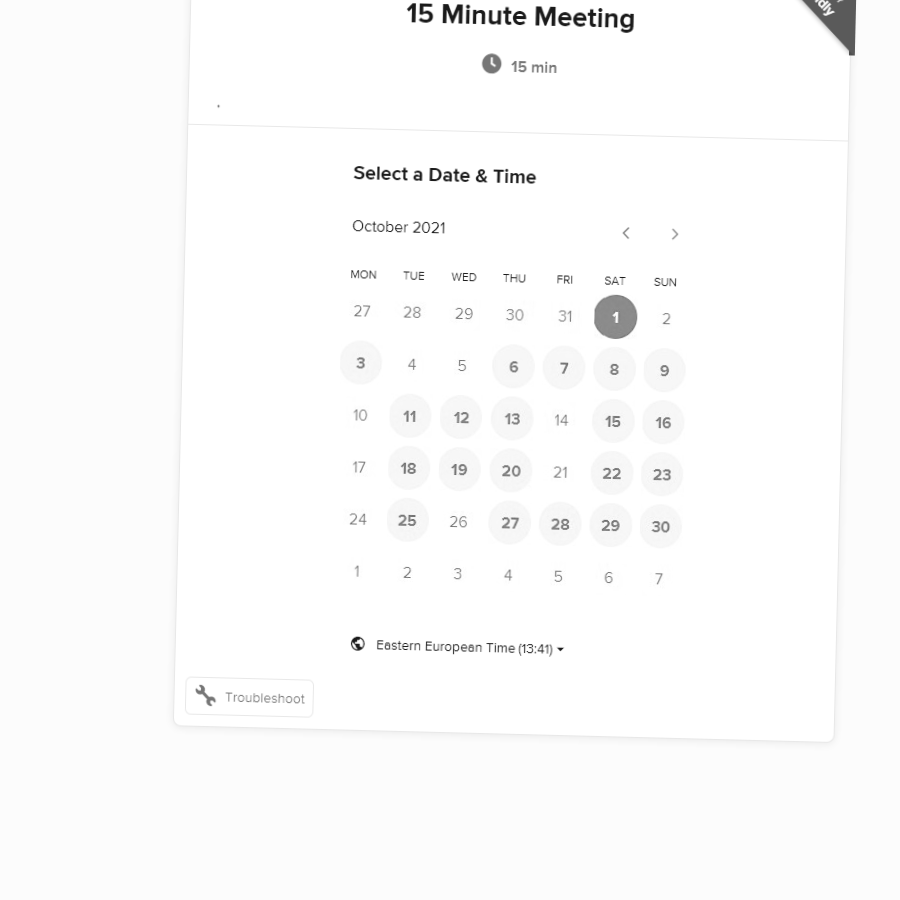 15 Minute Meeting
15 min
Select a Date & Time
October 2021
MON TUE WED THU FRI SAT SUN
27 28 29 30 31 1 2
3 4 5 6 7 8 9
10 11 12 13 14 15 16
17 18 19 20 21 22 23
24 25 26 27 28 29 30
1 2 3 4 5 6 7
Eastern European Time (13:41)
Troubleshoot